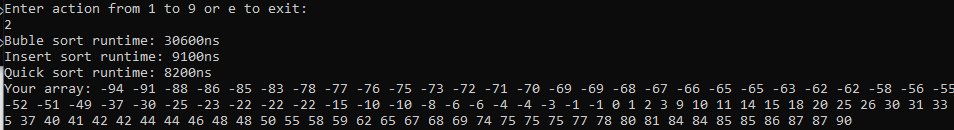 Enter action from 1 to 9 or e to exit:
2
Buble sort runtime: 30600ns
Insert sort runtime: 9100ns
Quick sort runtime: 8200ns
Your array: -94 -91 -88 -86 -85 -83 -78 -77 -76 -75 -73 -72 -71 -70 -69 -69 -68 -67 -66 -65 -65 -63 -62 -62 -58 -56 -55
-52 -51 -49 -37 -30 -25 -23 -22 -22 -22 -15 -10 -10 -8 -6 -6 -4 -4 -3 -1 -1 0 1 2 3 9 10 11 14 15 18 20 25 26 30 31 33
5 37 40 41 42 42 44 44 46 48 48 50 55 58 59 62 65 67 68 69 74 75 75 75 77 78 80 81 84 84 85 85 86 87 87 90